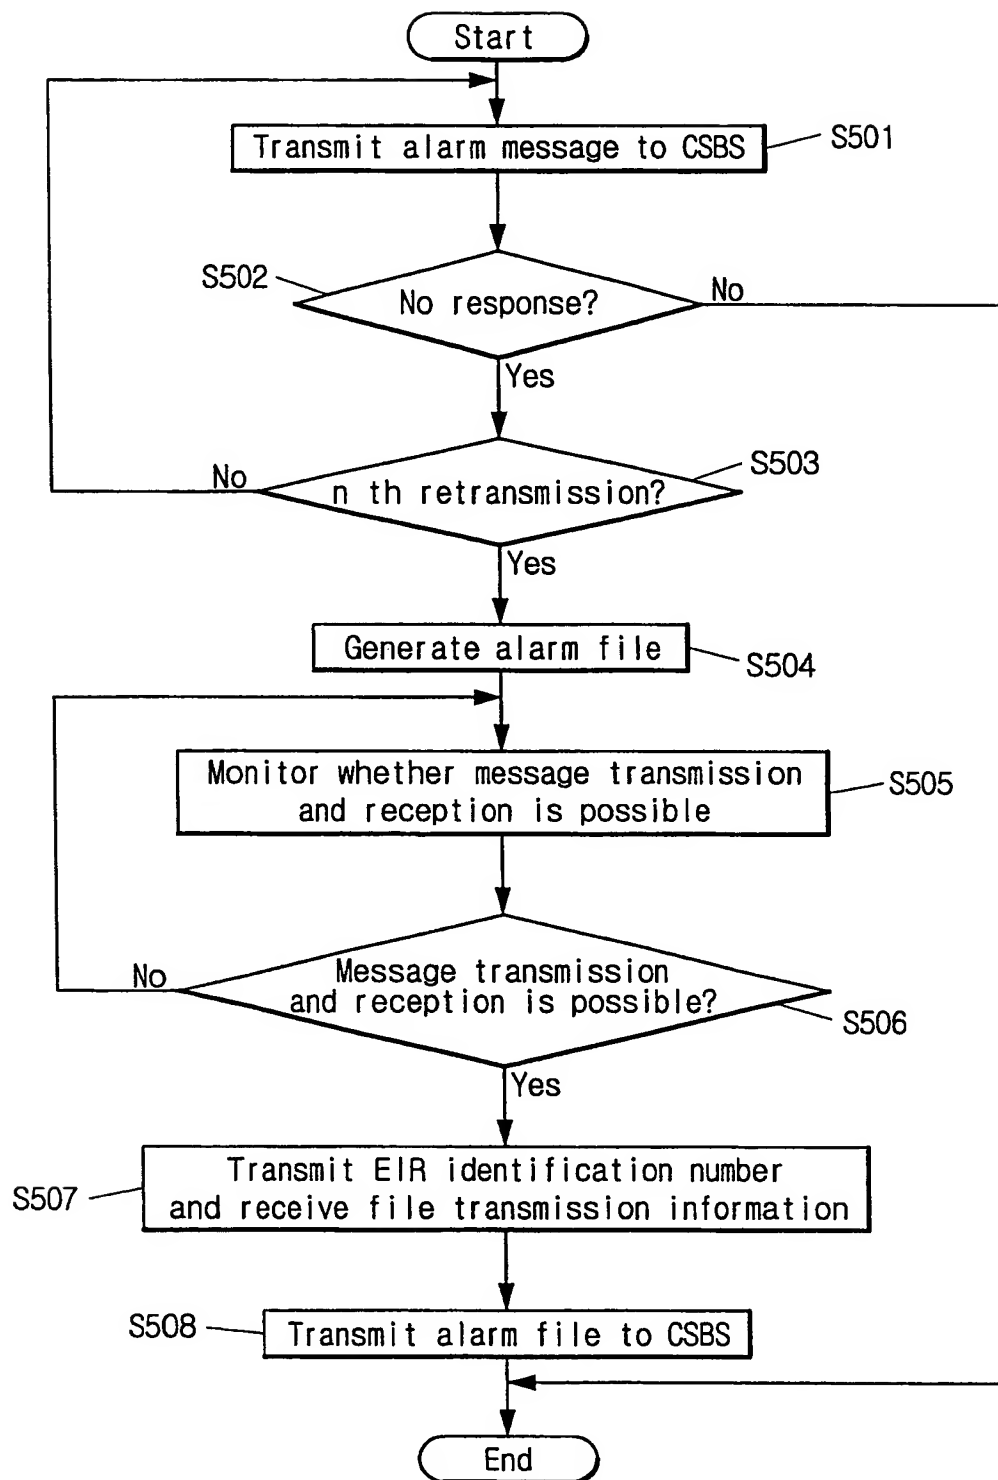 Start
Transmit alarm message to CSBS
S501
S502
No response?
No
Yes
S503
No
n th retransmission?
Yes
Generate alarm file
S504
Monitor whether message transmission
and reception is possible
S505
No
Message transmission
and reception is possible?
S506
Yes
Transmit EIR identification number
and receive file transmission information
S507
S508
Transmit alarm file to CSBS
End